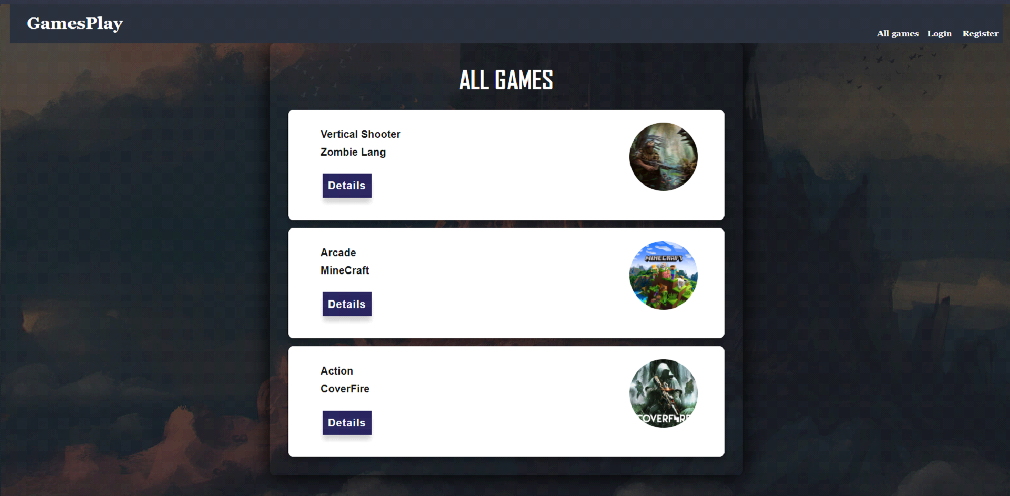 GamesPlay
All games Login Register
ALL GAMES
Vertical Shooter
Zombie Lang
Details
Arcade
MineCraft
Details
MINECRAFT
Action
CoverFire
Details
COVERFIRE